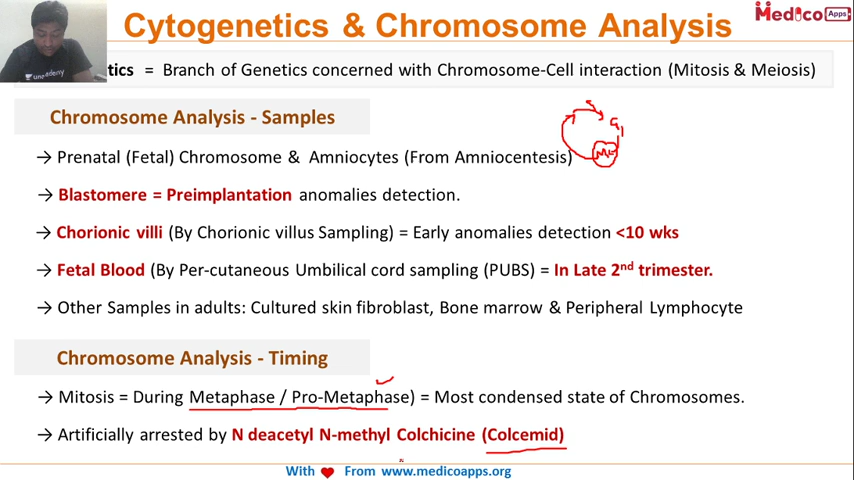 Cytogenetics & Chromosome Analysis
Medico Apps
tics = Branch of Genetics concerned with Chromosome-Cell interaction (Mitosis & Meiosis)
unacademy
Chromosome Analysis - Samples
S
G1
→ Prenatal (Fetal) Chromosome & Amniocytes (From Amniocentesis)
→ Blastomere = Preimplantation anomalies detection.
→ Chorionic villi (By Chorionic villus Sampling) = Early anomalies detection <10 wks
→ Fetal Blood (By Per-cutaneous Umbilical cord sampling (PUBS) = In Late 2nd trimester.
→ Other Samples in adults: Cultured skin fibroblast, Bone marrow & Peripheral Lymphocyte
Chromosome Analysis - Timing
→ Mitosis = During Metaphase / Pro-Metaphase) = Most condensed state of Chromosomes.
→ Artificially arrested by N deacetyl N-methyl Colchicine (Colcemid)
With ❤ From www.medicoapps.org